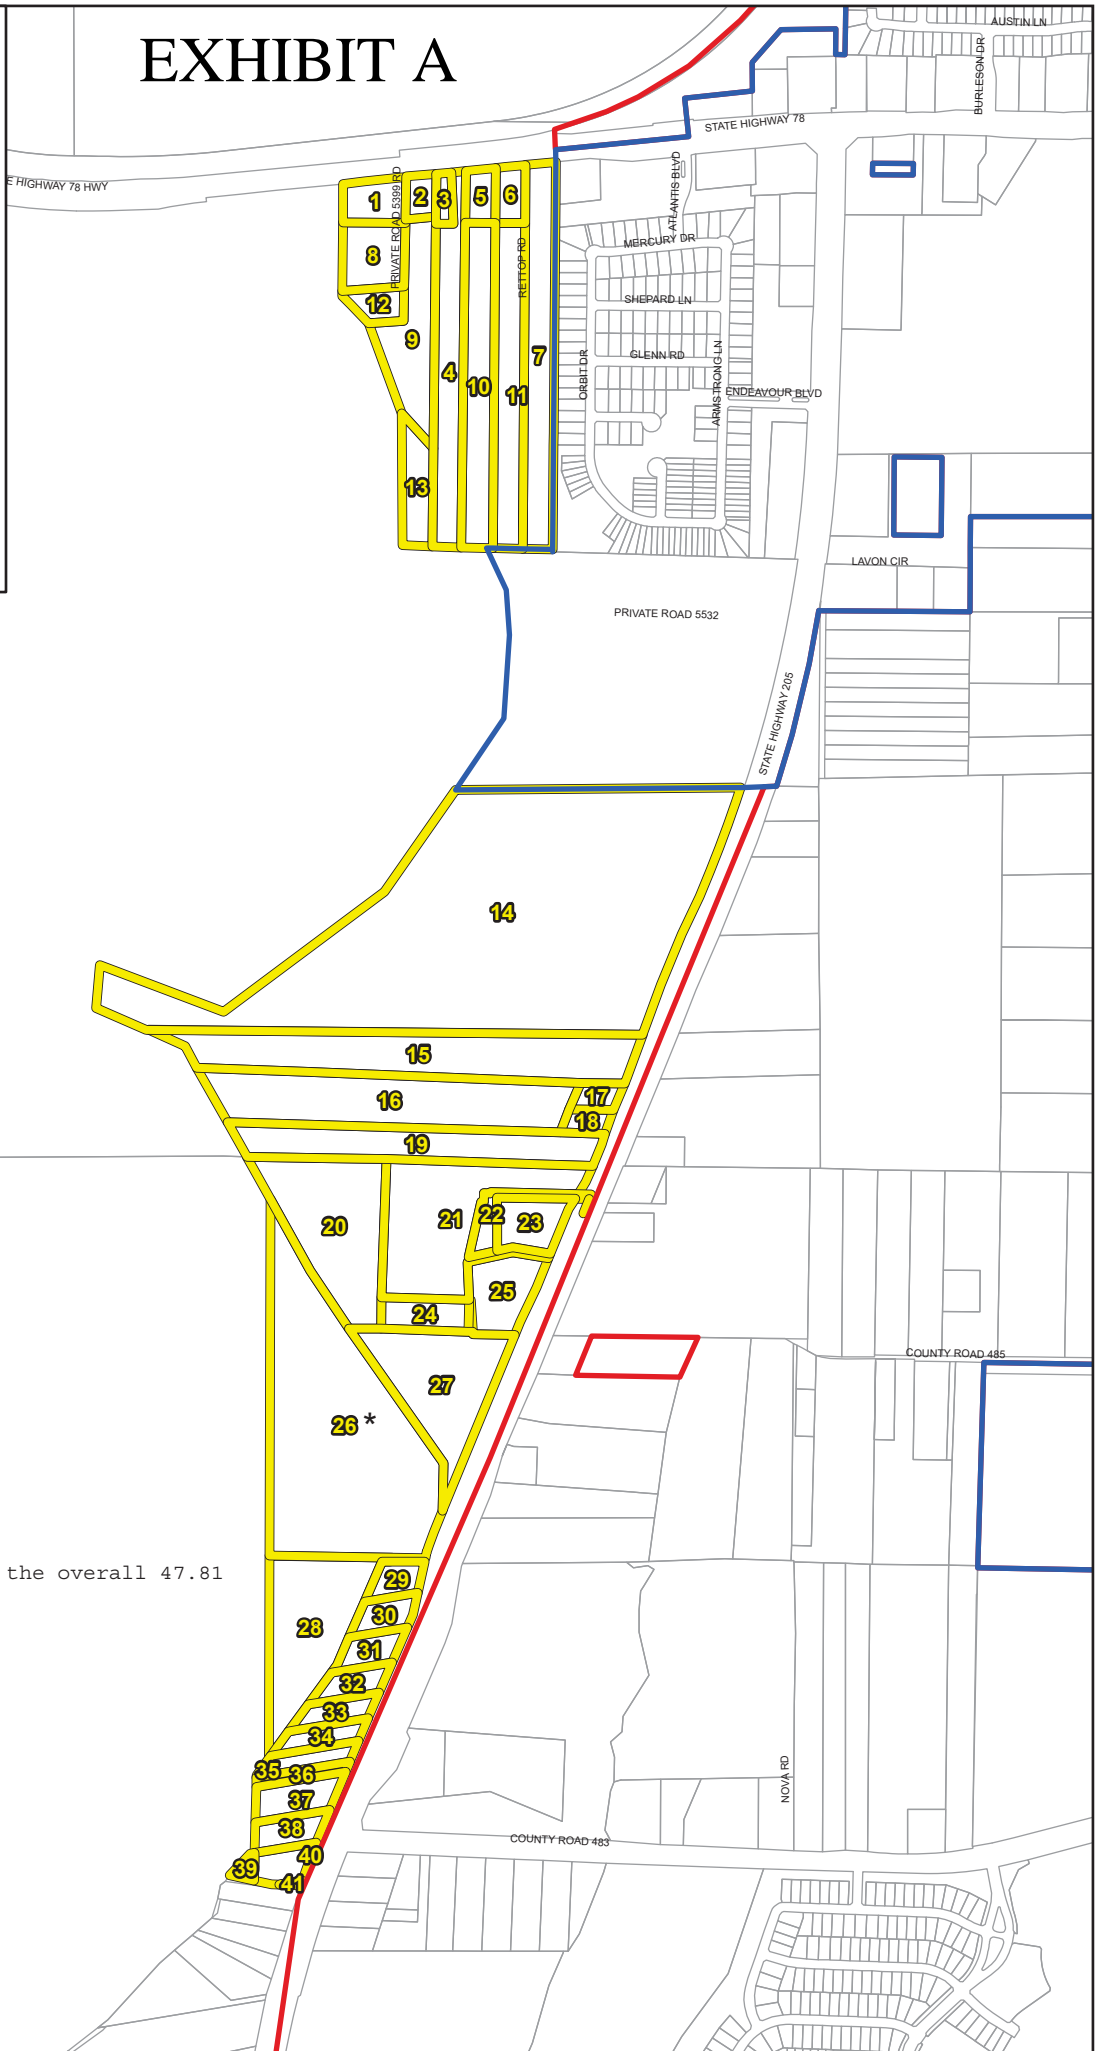 EXHIBIT A
AUSTIN LN
BURLESON DR
STATE HIGHWAY 78
E HIGHWAY 78 HWY
PRIVATE ROAD 5399 RD
ATLANTIS BLVD
1
2
3
5
6
8
12
9
4
10
11
7
13
RETTOP RD
MERCURY DR
SHEPARD LN
GLENN RD
ORBIT DR
ARMSTRONG LN
ENDEAVOUR BLVD
LAVON CIR
PRIVATE ROAD 5532
STATE HIGHWAY 205
14
15
16
17
18
19
20
21
22
23
24
25
COUNTY ROAD 485
27
26 *
the overall 47.81
29
30
28
31
32
33
34
35
36
37
38
NOVA RD
COUNTY ROAD 483
40
39
41